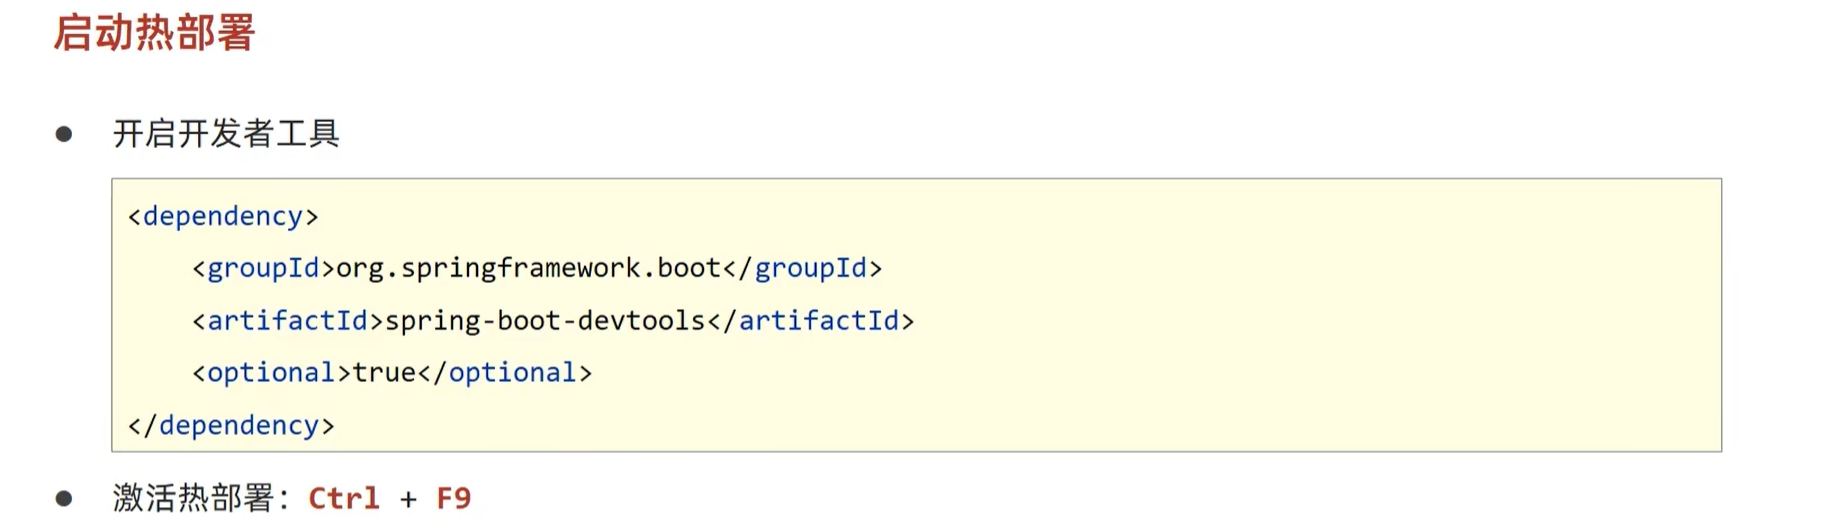 启动热部署
● 开启开发者工具
<dependency>
    <groupId>org.springframework.boot</groupId>
    <artifactId>spring-boot-devtools</artifactId>
    <optional>true</optional>
</dependency>
● 激活热部署：Ctrl + F9